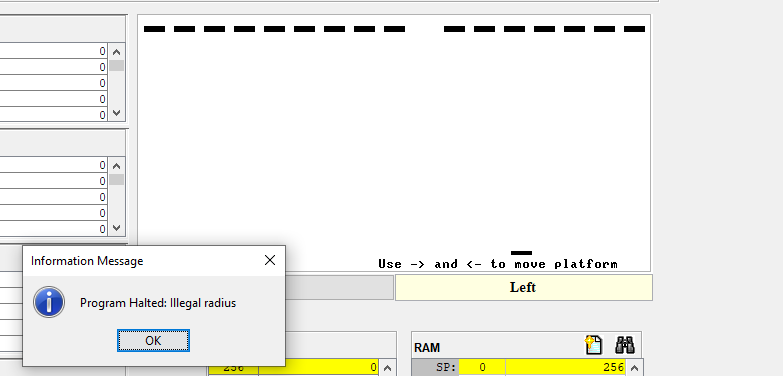 0
0
0
0
0
0
0
0
0
0
Use -> and <- to move platform
Information Message
Program Halted: Illegal radius
OK
Left
RAM
SP: 0 256
256 0